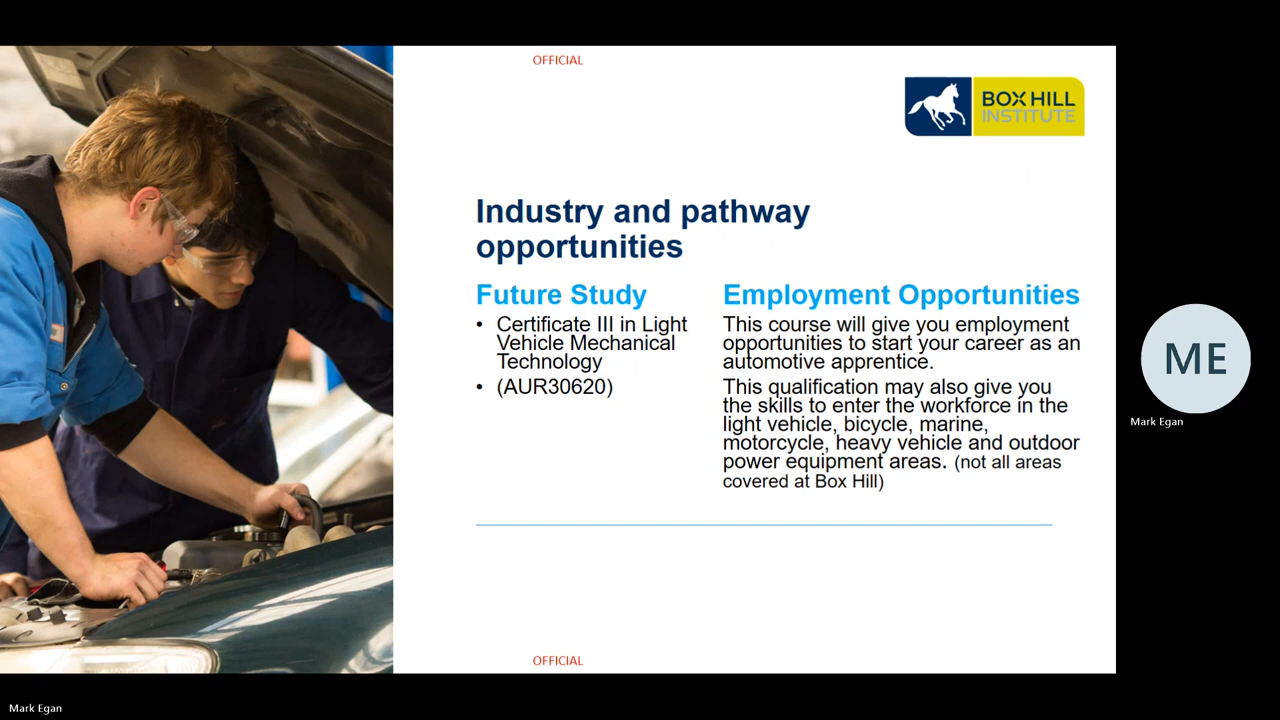 OFFICIAL
BOX HILL
INSTITUTE
Industry and pathway
opportunities
Future Study
• Certificate III in Light
Vehicle Mechanical
Technology
• (AUR30620)
Employment Opportunities
This course will give you employment
opportunities to start your career as an
automotive apprentice.
This qualification may also give you
the skills to enter the workforce in the
light vehicle, bicycle, marine,
motorcycle, heavy vehicle and outdoor
power equipment areas. (not all areas
covered at Box Hill)
OFFICIAL
ME
Mark Egan
Mark Egan